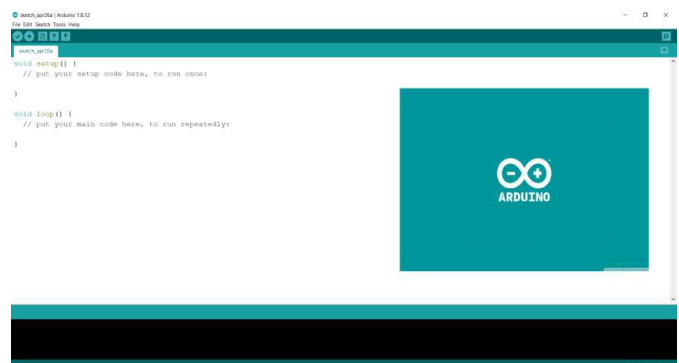 sketch_apr26a | Arduino 1.8.12
File Edit Sketch Tools Help
sketch_apr26a
void setup() {
// put your setup code here, to run once:
}
void loop() {
// put your main code here, to run repeatedly:
}
ARDUINO